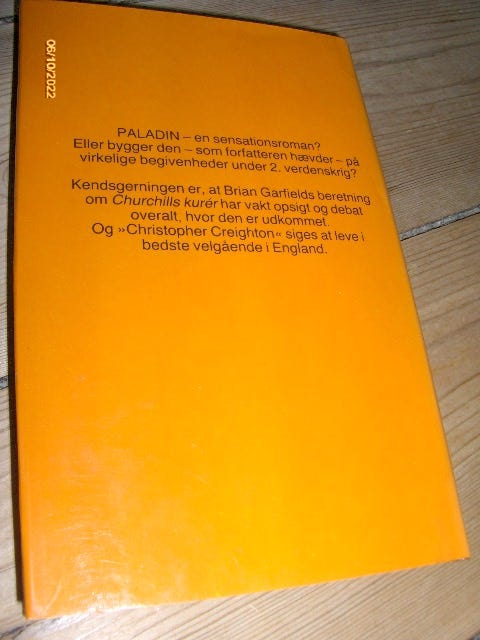 06/10/2022
PALADIN – en sensationsroman?
Eller bygger den – som forfatteren hævder – på
virkelige begivenheder under 2. verdenskrig?
Kendsgerningen er, at Brian Garfields beretning
om Churchills kurér har vakt opsigt og debat
overalt, hvor den er udkommet.
Og »Christopher Creighton« siges at leve i
bedste velgående i England.